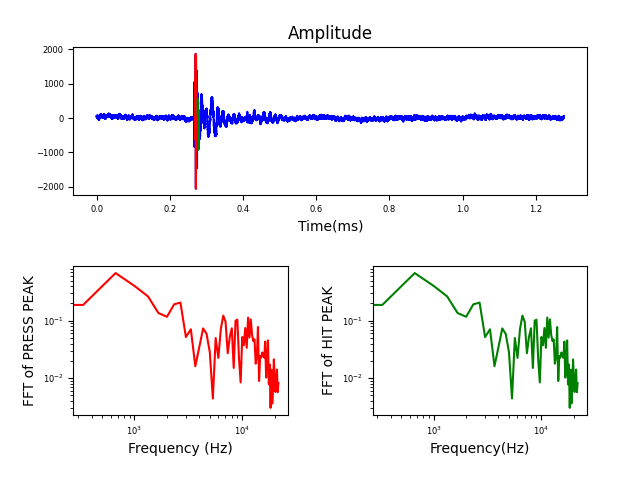 Amplitude
2000
1000
0
−1000
−2000
0.0 0.2 0.4 0.6 0.8 1.0 1.2
Time(ms)
FFT of PRESS PEAK
10⁻¹
10⁻²
10³ 10⁴
Frequency (Hz)
FFT of HIT PEAK
10⁻¹
10⁻²
10³ 10⁴
Frequency(Hz)